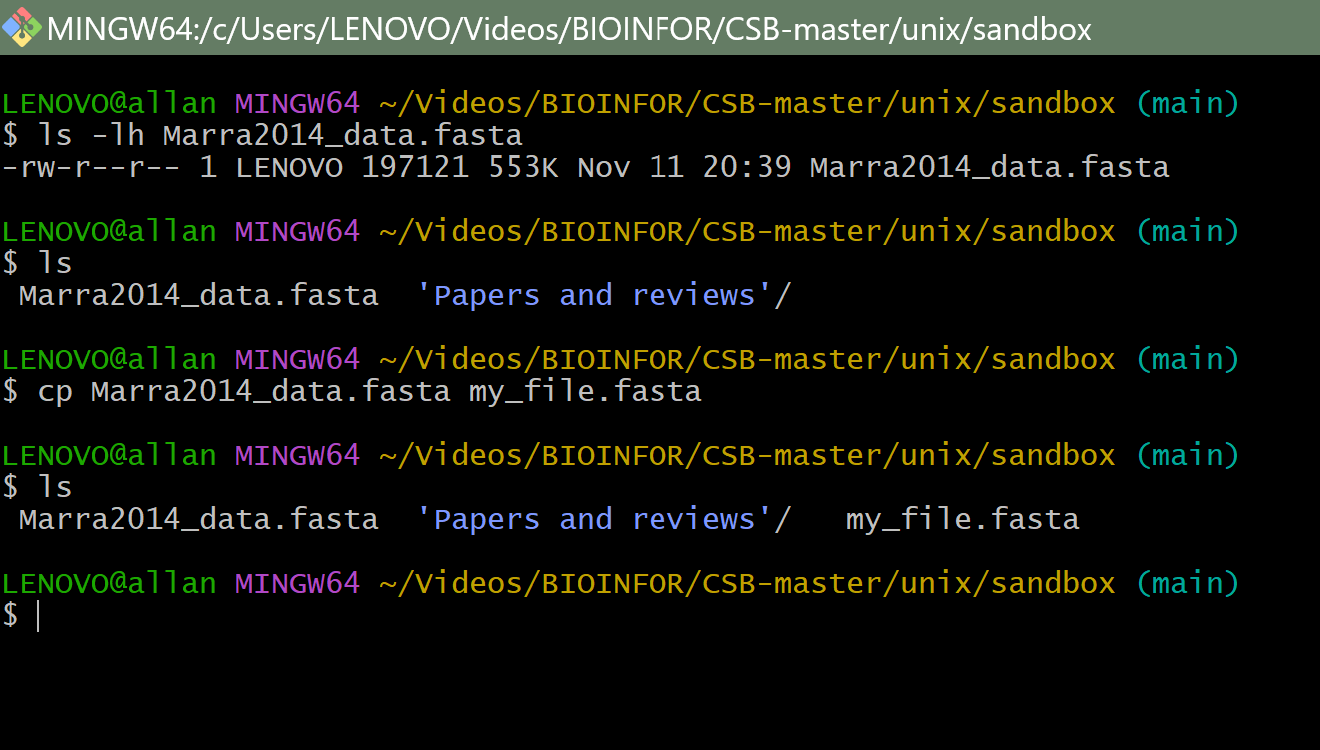 MINGW64:/c/Users/LENOVO/Videos/BIOINFOR/CSB-master/unix/sandbox
LENOVO@allan MINGW64 ~/Videos/BIOINFOR/CSB-master/unix/sandbox (main)
$ ls -lh Marra2014_data.fasta
-rw-r--r-- 1 LENOVO 197121 553K Nov 11 20:39 Marra2014_data.fasta
LENOVO@allan MINGW64 ~/Videos/BIOINFOR/CSB-master/unix/sandbox (main)
$ ls
Marra2014_data.fasta  'Papers and reviews'/
LENOVO@allan MINGW64 ~/Videos/BIOINFOR/CSB-master/unix/sandbox (main)
$ cp Marra2014_data.fasta my_file.fasta
LENOVO@allan MINGW64 ~/Videos/BIOINFOR/CSB-master/unix/sandbox (main)
$ ls
Marra2014_data.fasta  'Papers and reviews'/   my_file.fasta
LENOVO@allan MINGW64 ~/Videos/BIOINFOR/CSB-master/unix/sandbox (main)
$